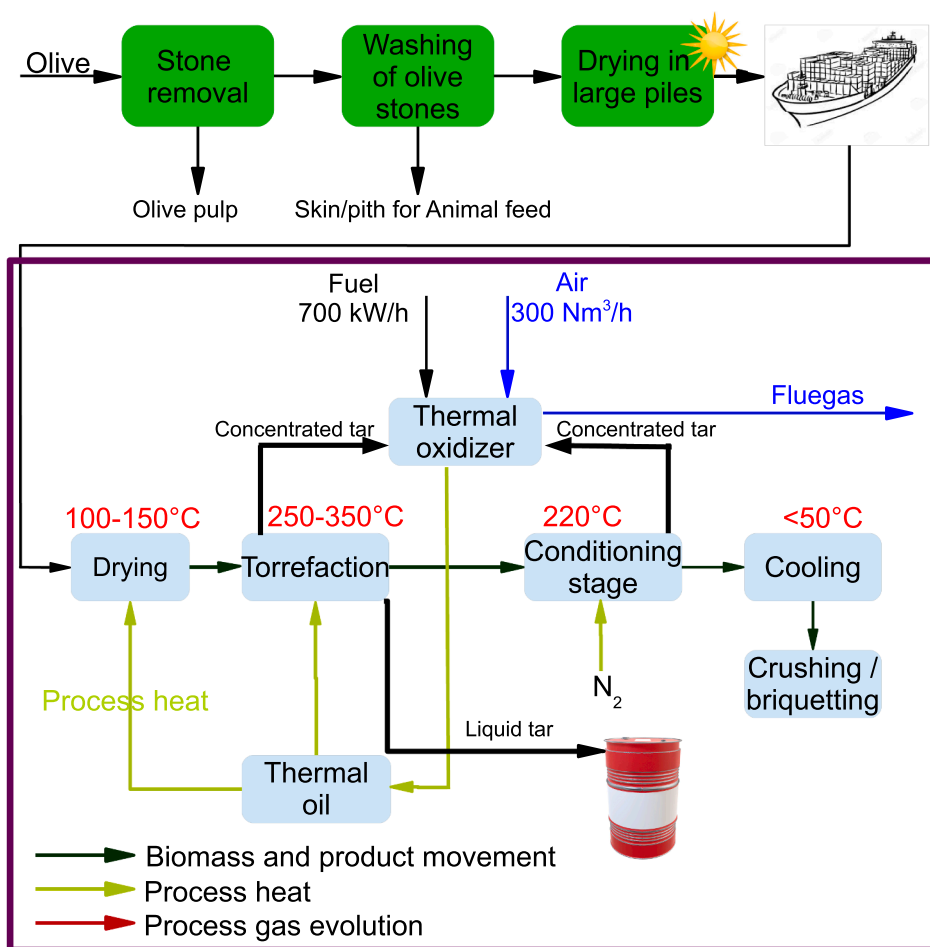 Olive
Stone
removal
Washing
of olive
stones
Drying in
large piles
Olive pulp
Skin/pith for Animal feed
Fuel
700 kW/h
Air
300 Nm³/h
Thermal
oxidizer
Fluegas
Concentrated tar
Concentrated tar
100-150°C
250-350°C
220°C
<50°C
Drying
Torrefaction
Conditioning
stage
Cooling
Crushing /
briquetting
Process heat
N₂
Liquid tar
Thermal
oil
Biomass and product movement
Process heat
Process gas evolution